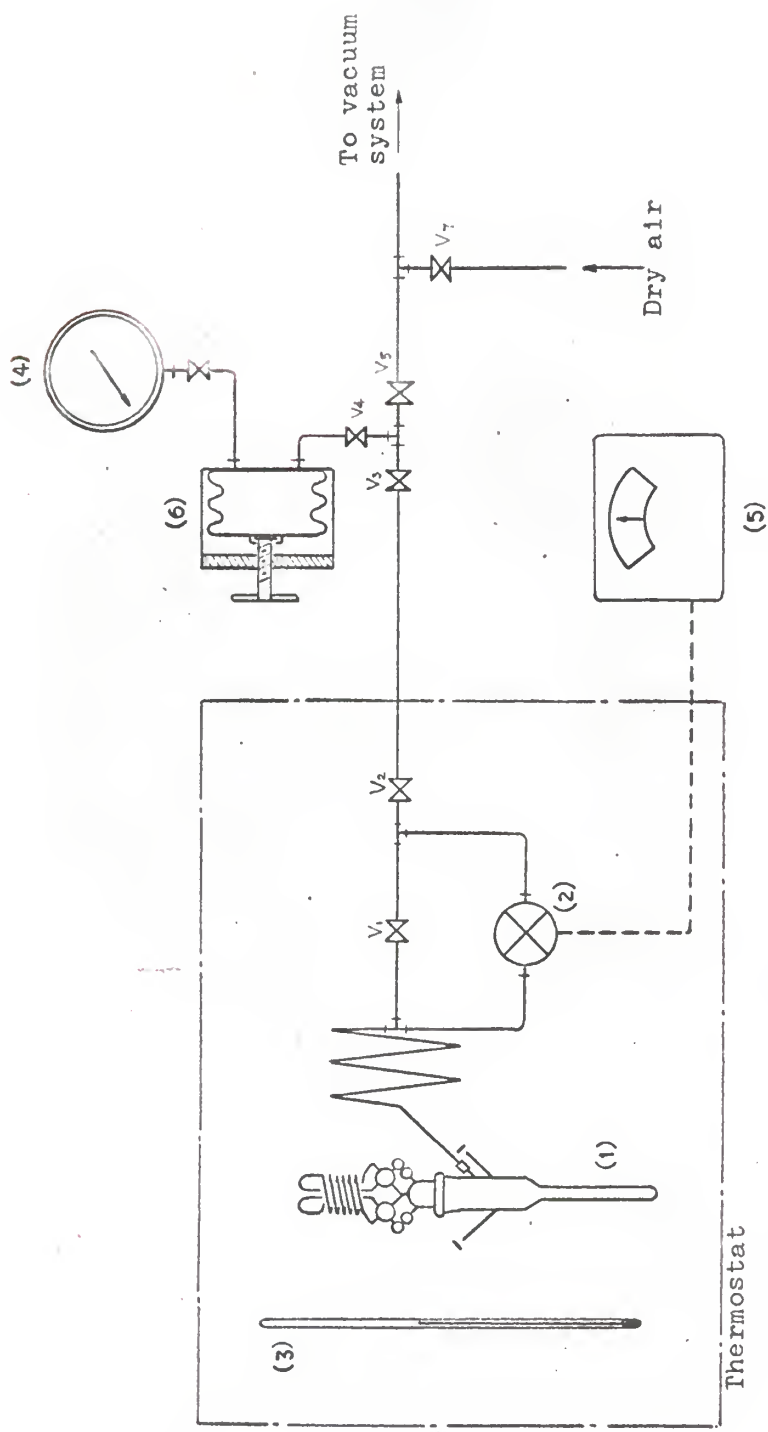 To vacuum
system
(4)
V7
Dry air
V5
V4
(6)
V3
(5)
V2
(2)
V1
(1)
(3)
Thermostat